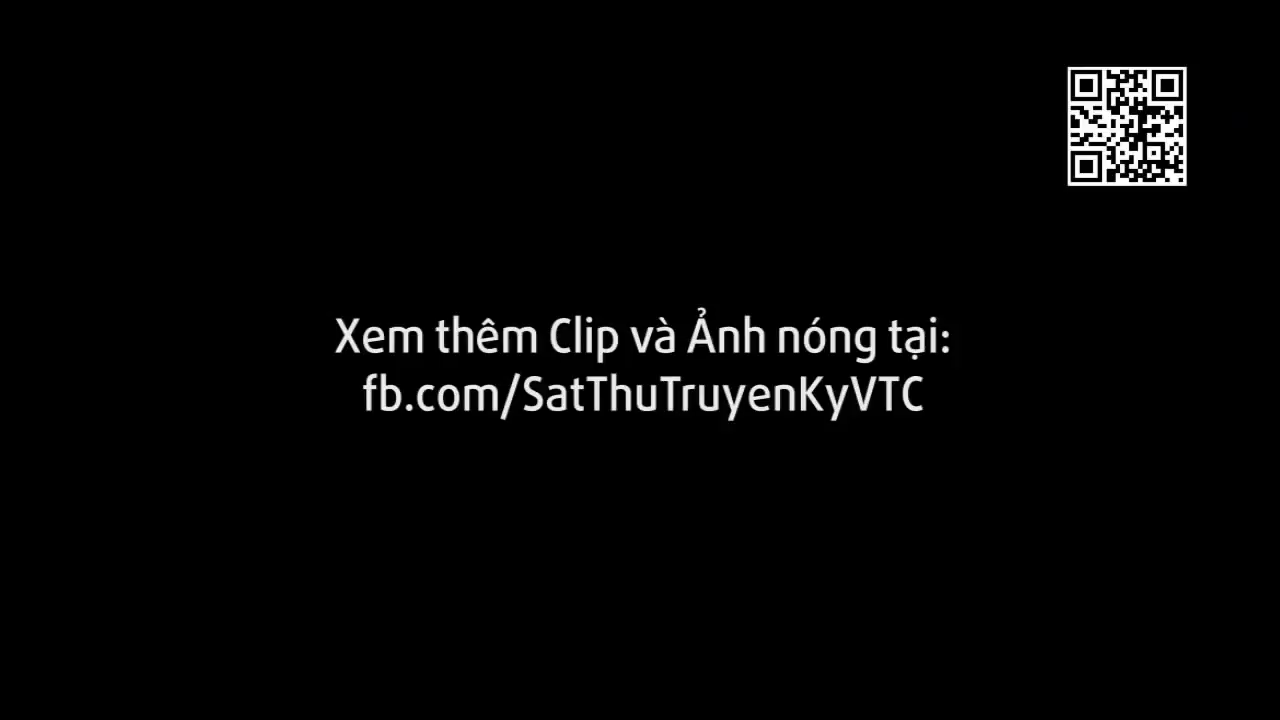 Xem thêm Clip và Ảnh nóng tại:
fb.com/SatThuTruyenKyVTC